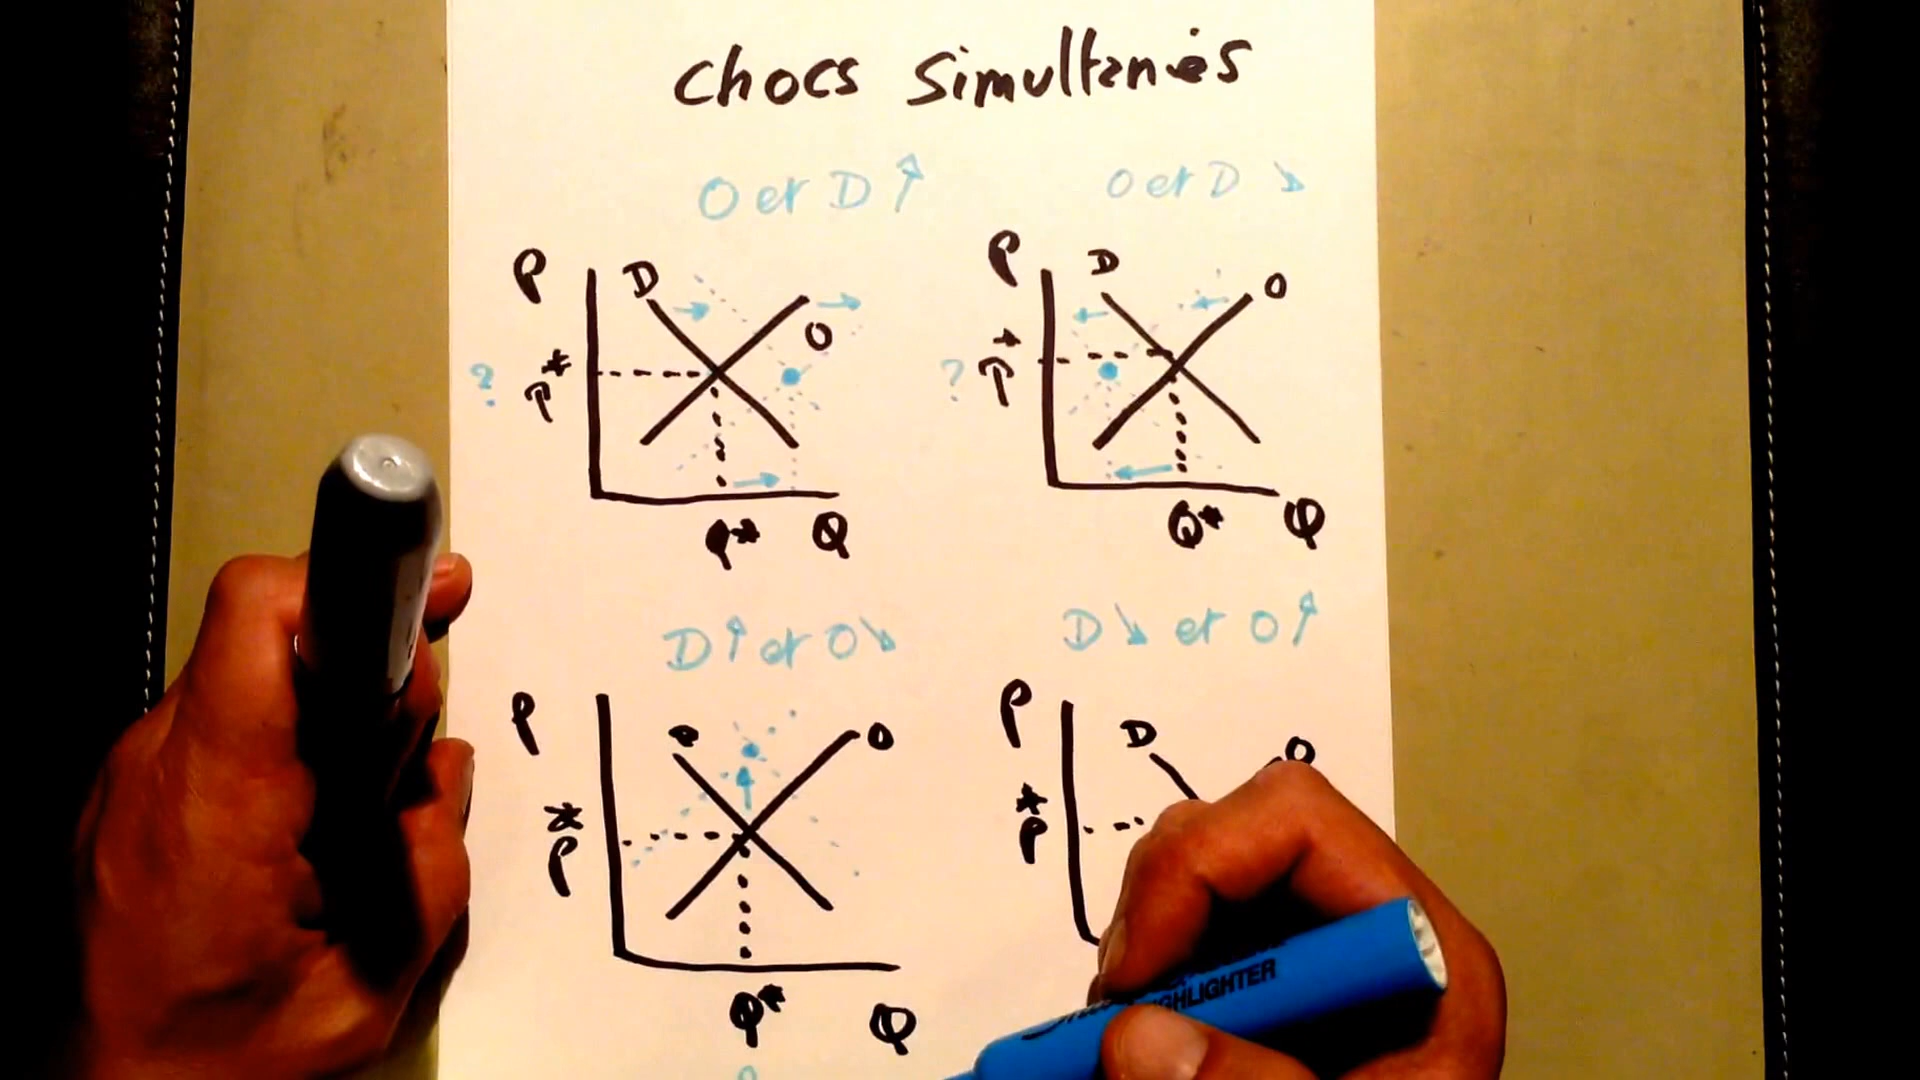 Chocs Simultanés
O et D ↑
O et D ↘
P
D
O
? P*
Q*
Q
P
D
O
? P*
Q*
Q
D ↑ et O ↘
D ↘ et O ↑
P
D
O
P*
Q*
Q
?
P
D
O
P*
HIGHLIGHTER